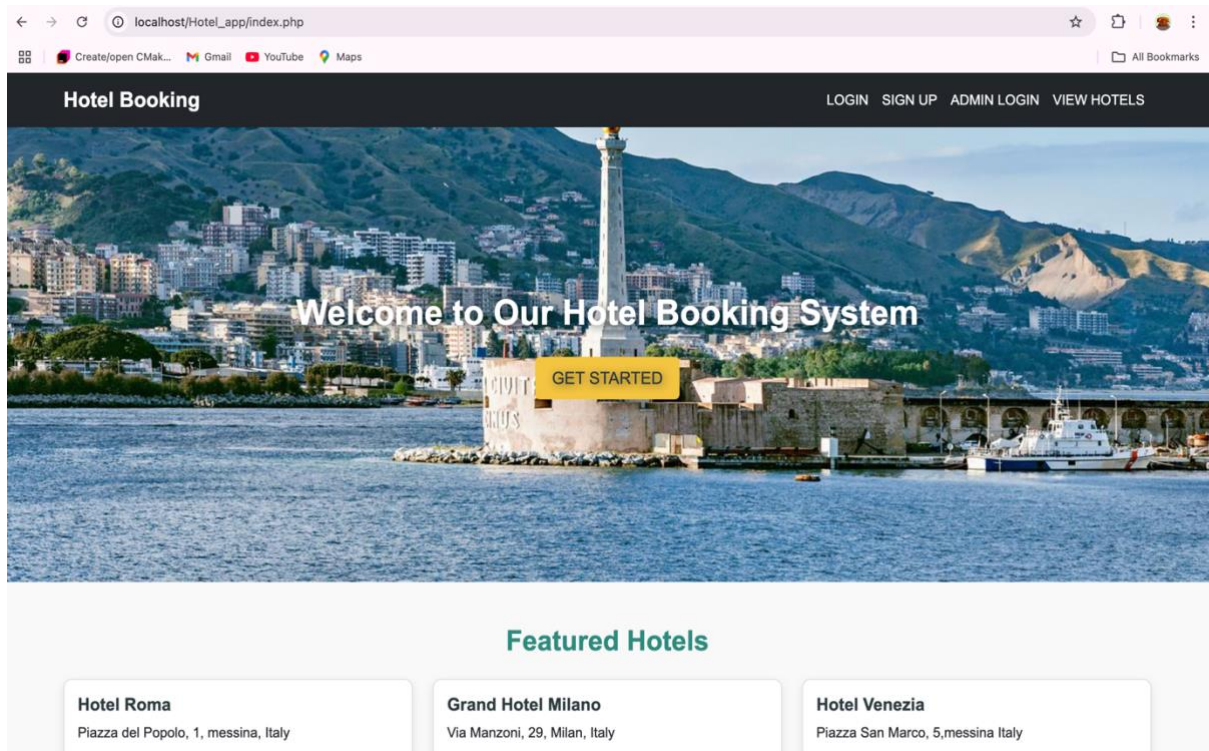 localhost/Hotel_app/index.php
Create/open CMak... Gmail YouTube Maps All Bookmarks
Hotel Booking LOGIN SIGN UP ADMIN LOGIN VIEW HOTELS
Welcome to Our Hotel Booking System
GET STARTED
Featured Hotels
Hotel Roma
Piazza del Popolo, 1, messina, Italy
Grand Hotel Milano
Via Manzoni, 29, Milan, Italy
Hotel Venezia
Piazza San Marco, 5,messina Italy